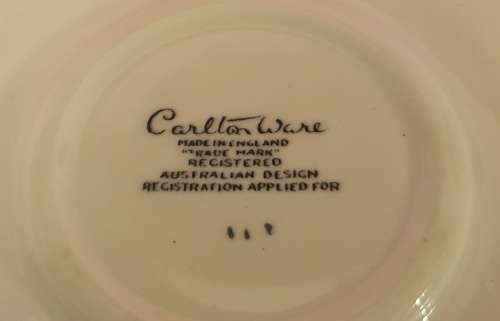 Carlton Ware
MADE IN ENGLAND
"TRADE MARK"
REGISTERED
AUSTRALIAN DESIGN
REGISTRATION APPLIED FOR